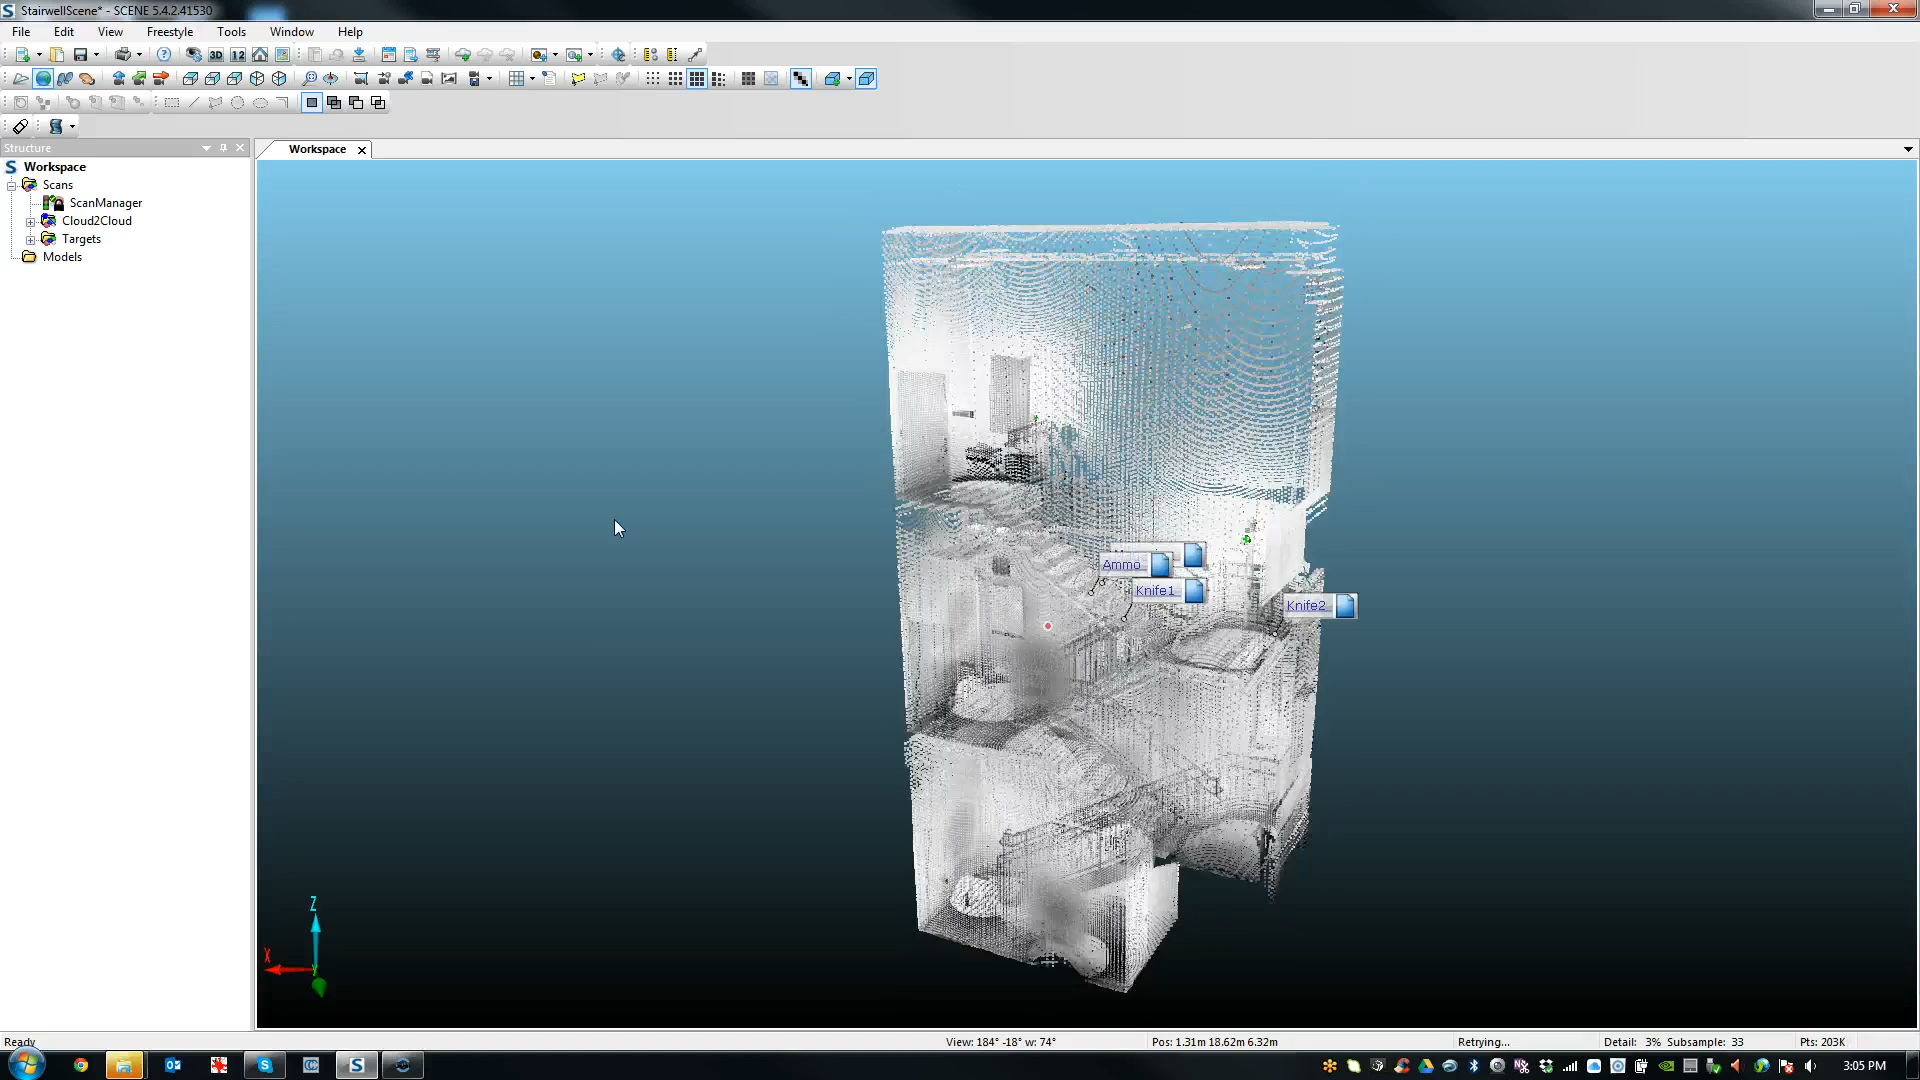 StairwellScene* - SCENE 5.4.2.41530
File Edit View Freestyle Tools Window Help
3D 12
Structure
Workspace
Workspace
Scans
ScanManager
Cloud2Cloud
Targets
Models
Ammo
Knife1
Knife2
Z
X
Y
Ready
View: 184° -18° w: 74°
Pos: 1.31m 18.62m 6.32m
Retrying...
Detail: 3% Subsample: 33
Pts: 203K
3:05 PM